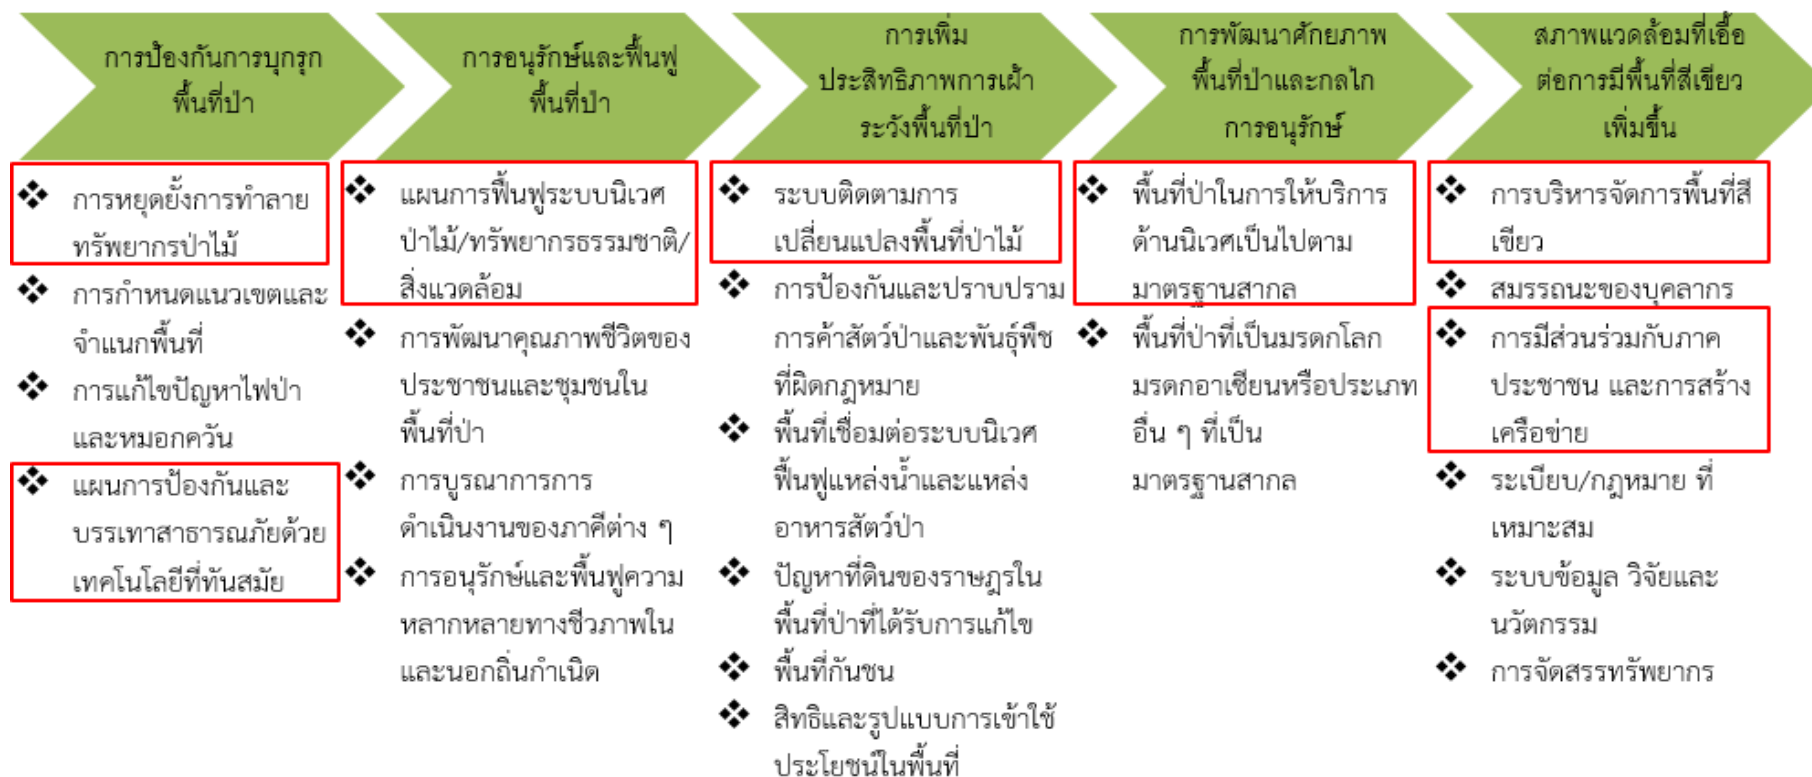 การป้องกันการบุกรุก
พื้นที่ป่า
❖ การหยุดยั้งการทำลาย
ทรัพยากรป่าไม้
❖ การกำหนดแนวเขตและ
จำแนกพื้นที่
❖ การแก้ไขปัญหาไฟป่า
และหมอกควัน
❖ แผนการป้องกันและ
บรรเทาสาธารณภัยด้วย
เทคโนโลยีที่ทันสมัย
การอนุรักษ์และฟื้นฟู
พื้นที่ป่า
❖ แผนการฟื้นฟูระบบนิเวศ
ป่าไม้/ทรัพยากรธรรมชาติ/
สิ่งแวดล้อม
❖ การพัฒนาคุณภาพชีวิตของ
ประชาชนและชุมชนใน
พื้นที่ป่า
❖ การบูรณาการการ
ดำเนินงานของภาคีต่าง ๆ
❖ การอนุรักษ์และพื้นฟูความ
หลากหลายทางชีวภาพใน
และนอกถิ่นกำเนิด
การเพิ่ม
ประสิทธิภาพการเฝ้า
ระวังพื้นที่ป่า
❖ ระบบติดตามการ
เปลี่ยนแปลงพื้นที่ป่าไม้
❖ การป้องกันและปราบปราม
การค้าสัตว์ป่าและพันธุ์พืช
ที่ผิดกฎหมาย
❖ พื้นที่เชื่อมต่อระบบนิเวศ
ฟื้นฟูแหล่งน้ำและแหล่ง
อาหารสัตว์ป่า
❖ ปัญหาที่ดินของราษฎรใน
พื้นที่ป่าที่ได้รับการแก้ไข
❖ พื้นที่กันชน
❖ สิทธิและรูปแบบการเข้าใช้
ประโยชน์ในพื้นที่
การพัฒนาศักยภาพ
พื้นที่ป่าและกลไก
การอนุรักษ์
❖ พื้นที่ป่าในการให้บริการ
ด้านนิเวศเป็นไปตาม
มาตรฐานสากล
❖ พื้นที่ป่าที่เป็นมรดกโลก
มรดกอาเซียนหรือประเภท
อื่น ๆ ที่เป็น
มาตรฐานสากล
สภาพแวดล้อมที่เอื้อ
ต่อการมีพื้นที่สีเขียว
เพิ่มขึ้น
❖ การบริหารจัดการพื้นที่สี
เขียว
❖ สมรรถนะของบุคลากร
❖ การมีส่วนร่วมกับภาค
ประชาชน และการสร้าง
เครือข่าย
❖ ระเบียบ/กฎหมาย ที่
เหมาะสม
❖ ระบบข้อมูล วิจัยและ
นวัตกรรม
❖ การจัดสรรทรัพยากร